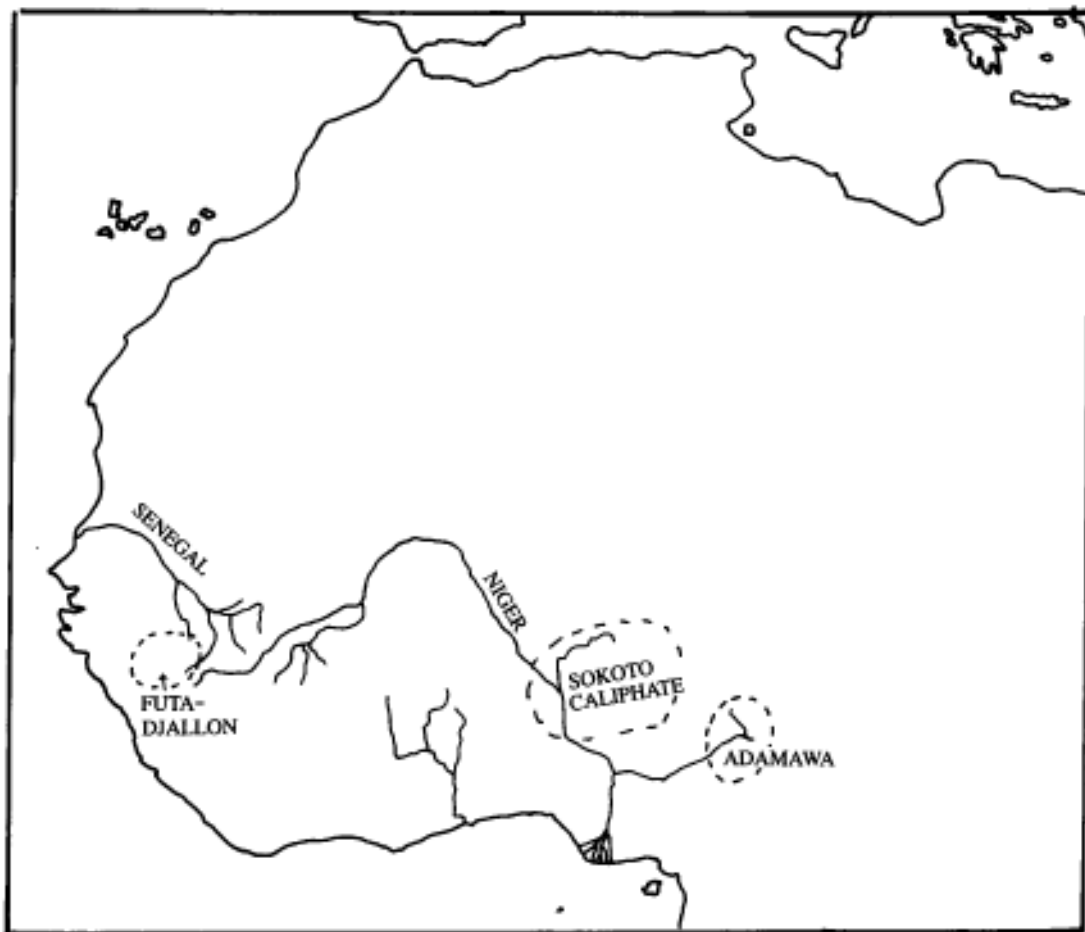 SENEGAL
NIGER
FUTA-
DJALLON
SOKOTO
CALIPHATE
ADAMAWA